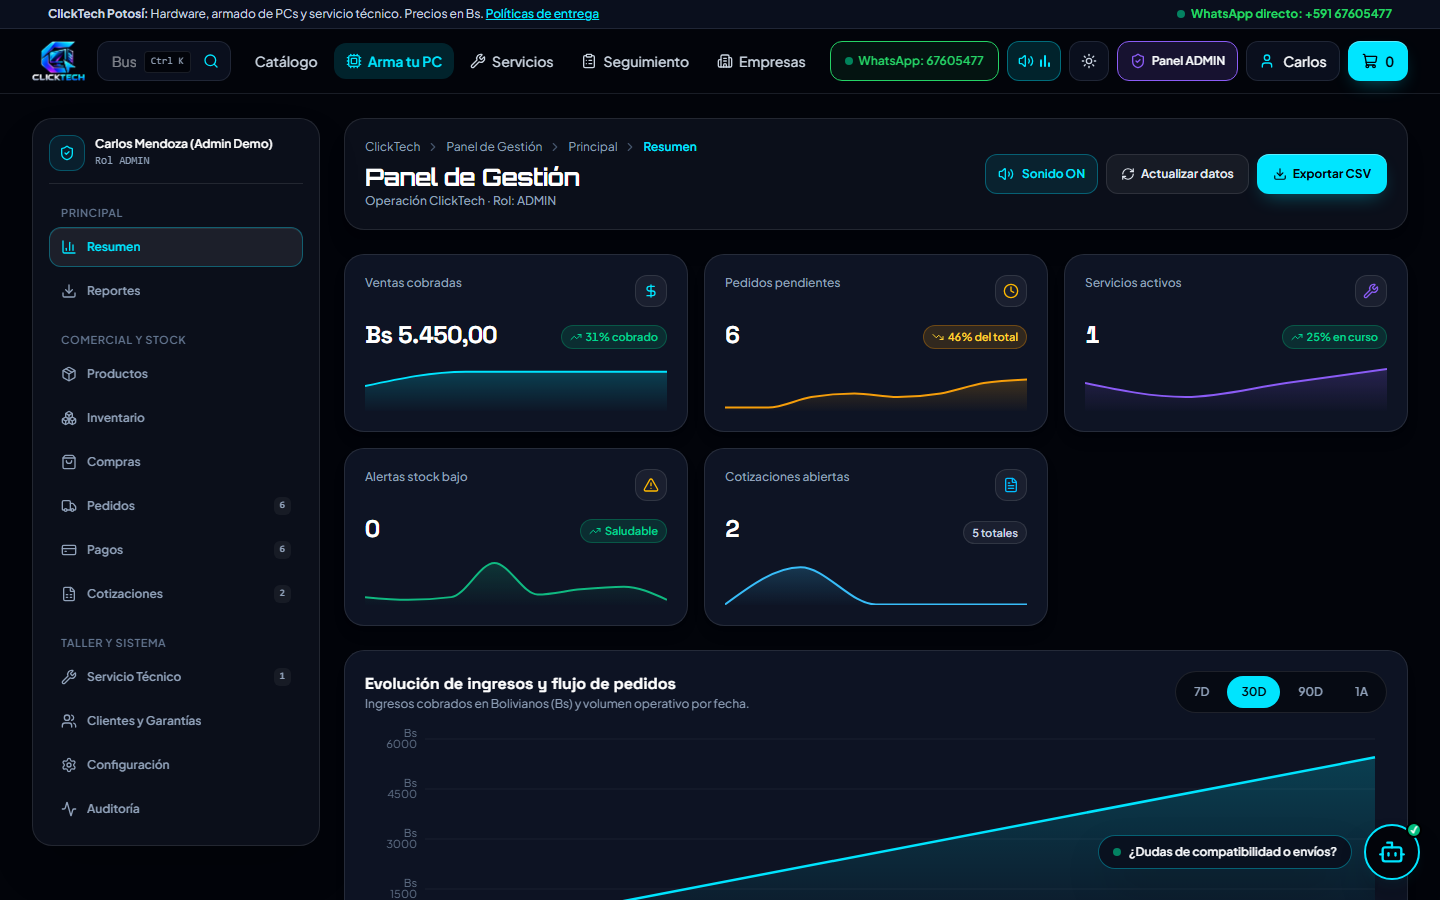 ClickTech Potosí: Hardware, armado de PCs y servicio técnico. Precios en Bs. Políticas de entrega
WhatsApp directo: +591 67605477
CLICKTECH
Bus
Ctrl K
Catálogo
Arma tu PC
Servicios
Seguimiento
Empresas
WhatsApp: 67605477
Panel ADMIN
Carlos
0
Carlos Mendoza (Admin Demo)
Rol ADMIN
PRINCIPAL
Resumen
Reportes
COMERCIAL Y STOCK
Productos
Inventario
Compras
Pedidos 6
Pagos 6
Cotizaciones 2
TALLER Y SISTEMA
Servicio Técnico 1
Clientes y Garantías
Configuración
Auditoría
ClickTech > Panel de Gestión > Principal > Resumen
Panel de Gestión
Operación ClickTech · Rol: ADMIN
Sonido ON
Actualizar datos
Exportar CSV
Ventas cobradas
Bs 5.450,00
31% cobrado
Pedidos pendientes
6
46% del total
Servicios activos
1
25% en curso
Alertas stock bajo
0
Saludable
Cotizaciones abiertas
2
5 totales
Evolución de ingresos y flujo de pedidos
Ingresos cobrados en Bolivianos (Bs) y volumen operativo por fecha.
7D
30D
90D
1A
Bs
6000
Bs
4500
Bs
3000
Bs
1500
¿Dudas de compatibilidad o envíos?